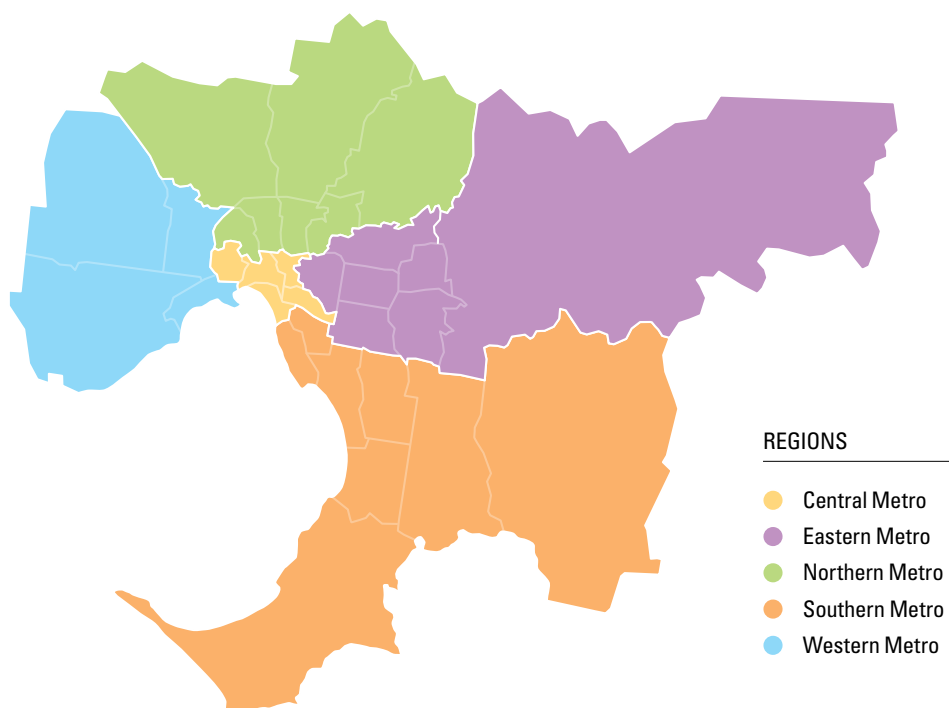 REGIONS
Central Metro
Eastern Metro
Northern Metro
Southern Metro
Western Metro